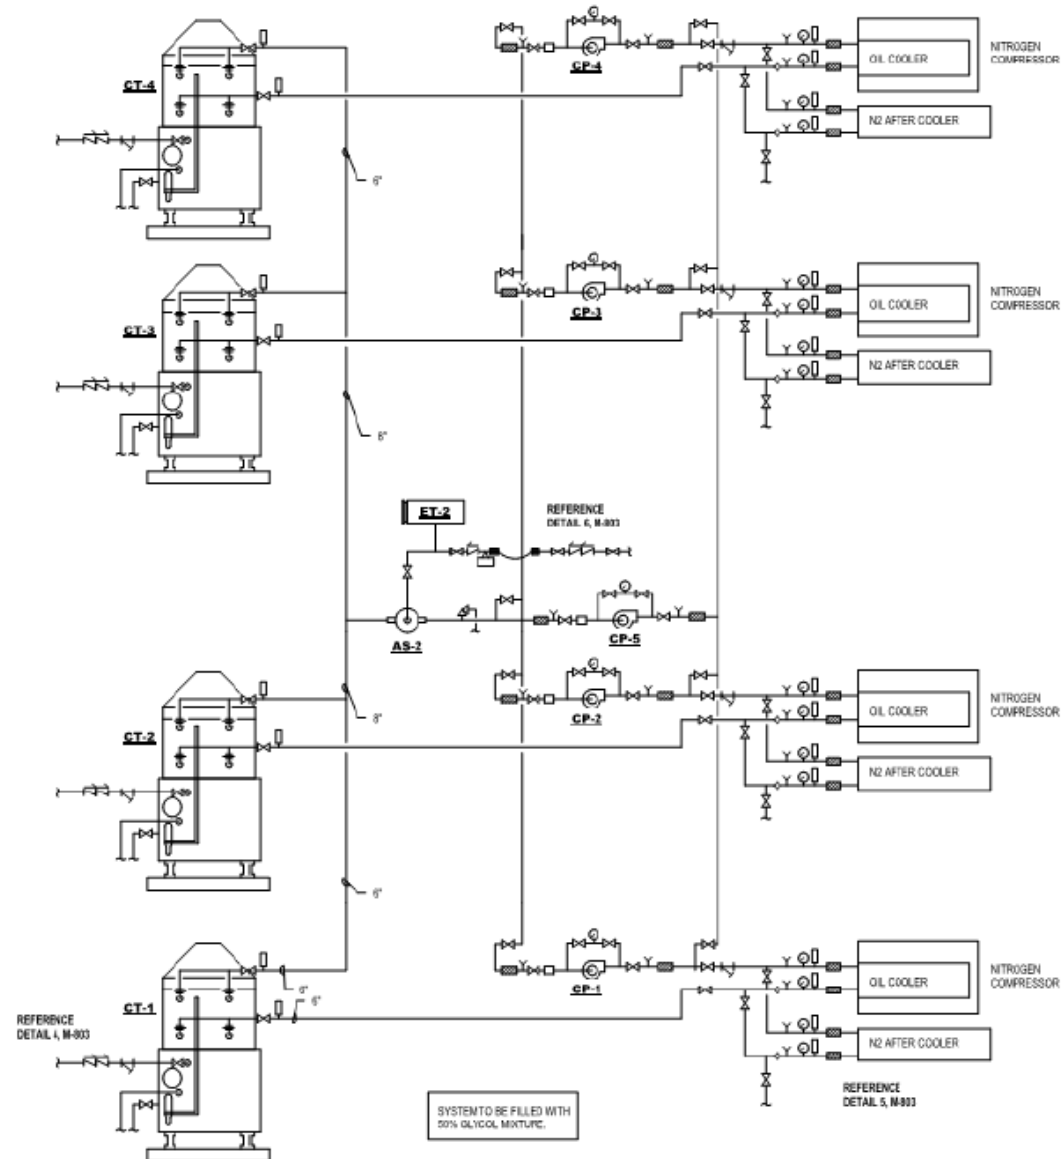 CT-4
6"
CP-4
OIL COOLER
NITROGEN
COMPRESSOR
N2 AFTER COOLER
CT-3
8"
CP-3
OIL COOLER
NITROGEN
COMPRESSOR
N2 AFTER COOLER
ET-2
REFERENCE
DETAIL 6, M-803
AS-2
CP-5
CT-2
8"
6"
CP-2
OIL COOLER
NITROGEN
COMPRESSOR
N2 AFTER COOLER
CT-1
6"
6"
REFERENCE
DETAIL 4, M-803
CP-1
OIL COOLER
NITROGEN
COMPRESSOR
N2 AFTER COOLER
REFERENCE
DETAIL 5, M-803
SYSTEM TO BE FILLED WITH
50% GLYCOL MIXTURE.